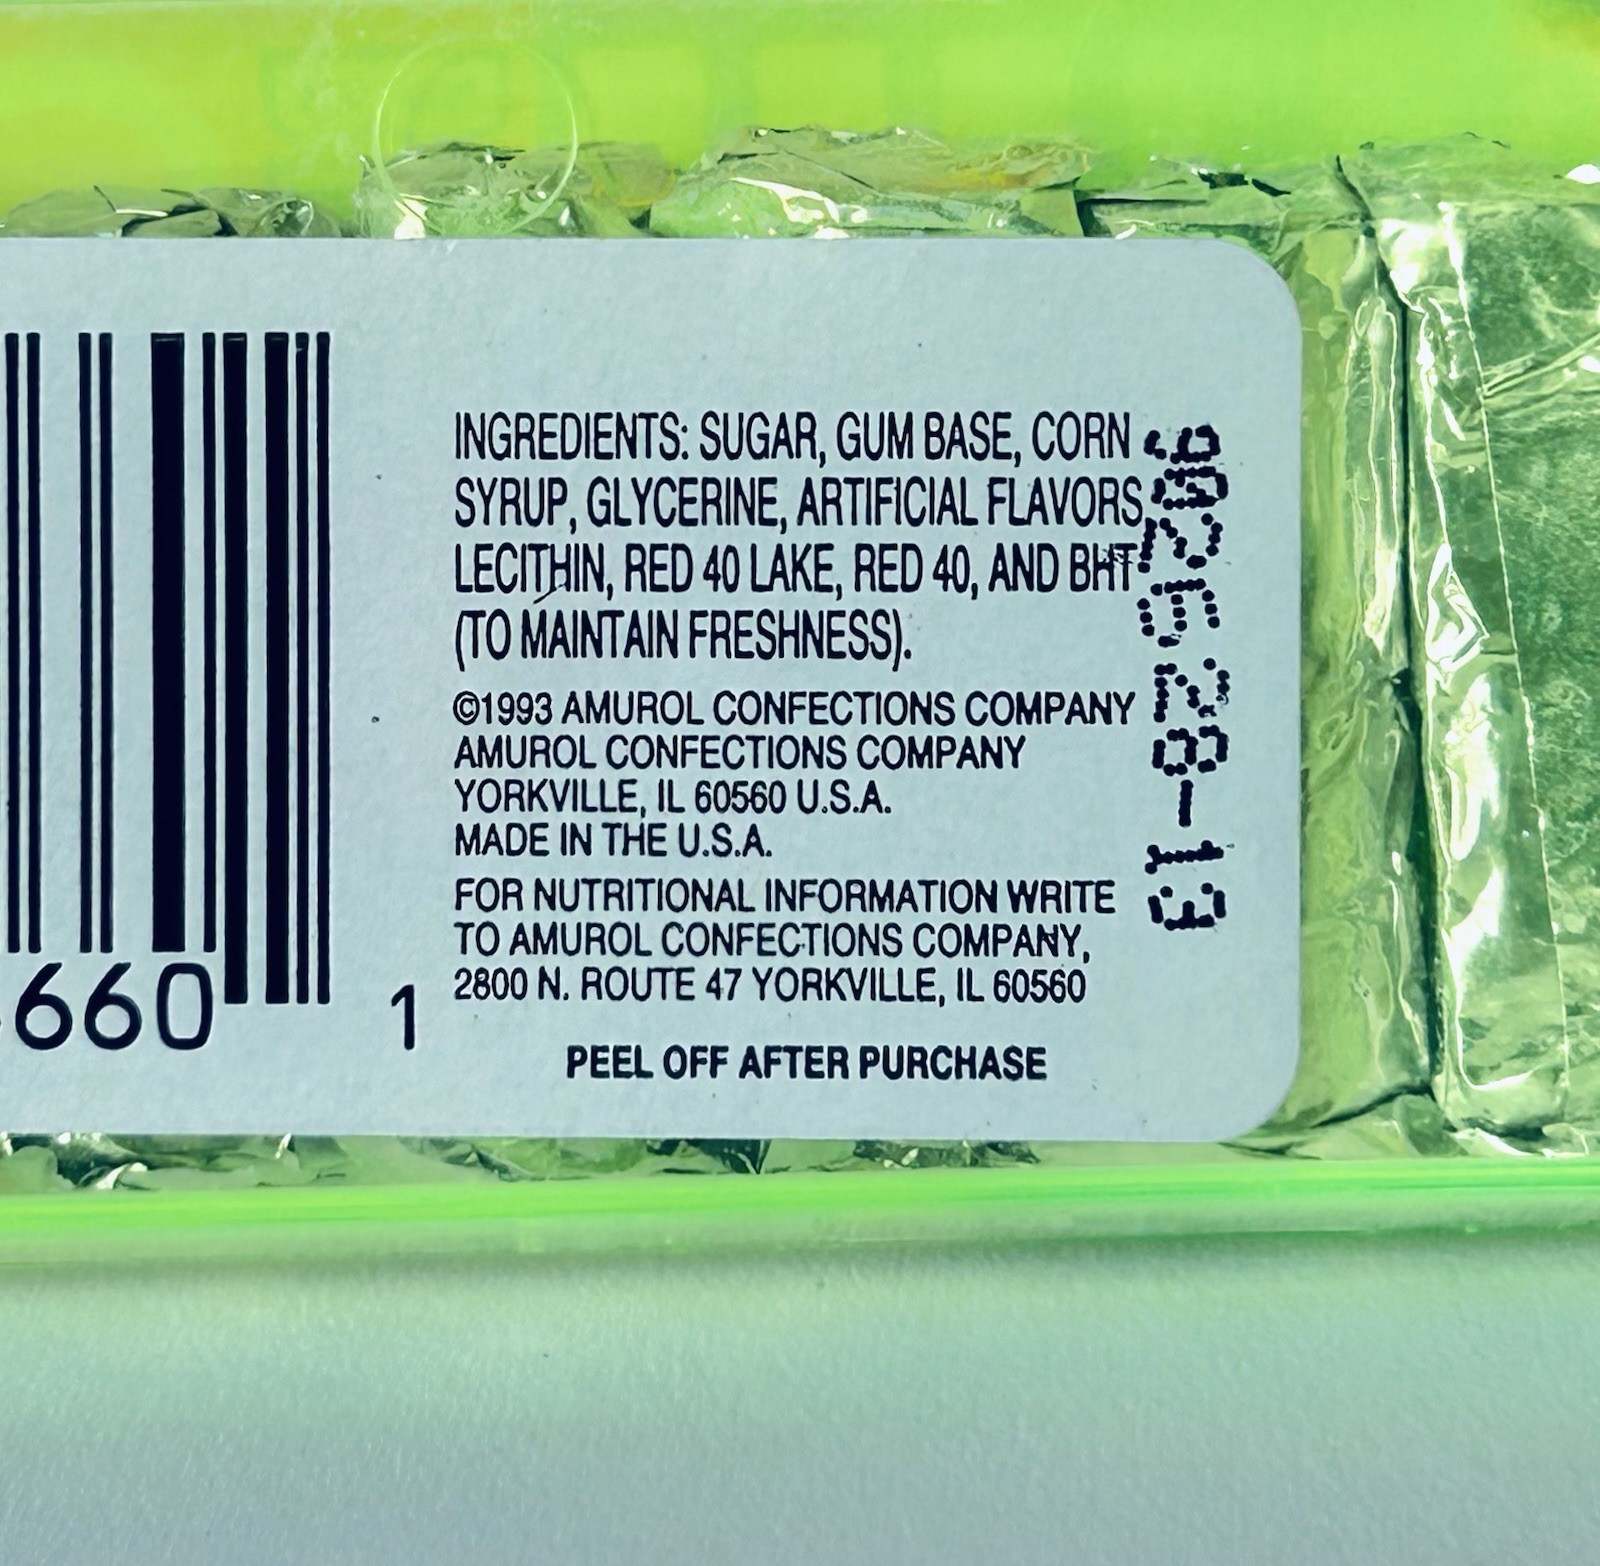 INGREDIENTS: SUGAR, GUM BASE, CORN
SYRUP, GLYCERINE, ARTIFICIAL FLAVORS,
LECITHIN, RED 40 LAKE, RED 40, AND BHT
(TO MAINTAIN FRESHNESS).
©1993 AMUROL CONFECTIONS COMPANY
AMUROL CONFECTIONS COMPANY
YORKVILLE, IL 60560 U.S.A.
MADE IN THE U.S.A.
FOR NUTRITIONAL INFORMATION WRITE
TO AMUROL CONFECTIONS COMPANY,
2800 N. ROUTE 47 YORKVILLE, IL 60560
PEEL OFF AFTER PURCHASE
660
1